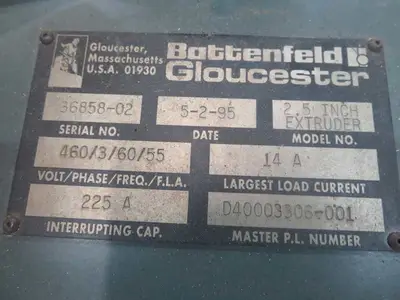 Gloucester,
Massachusetts
U.S.A. 01930
Battenfeld
Gloucester
36858-02
5-2-95
2.5 INCH
EXTRUDER
SERIAL NO.
DATE
MODEL NO.
460/3/60/55
14 A
VOLT/PHASE/FREQ./F.L.A.
LARGEST LOAD CURRENT
225 A
D40003306-001
INTERRUPTING CAP.
MASTER P.L. NUMBER